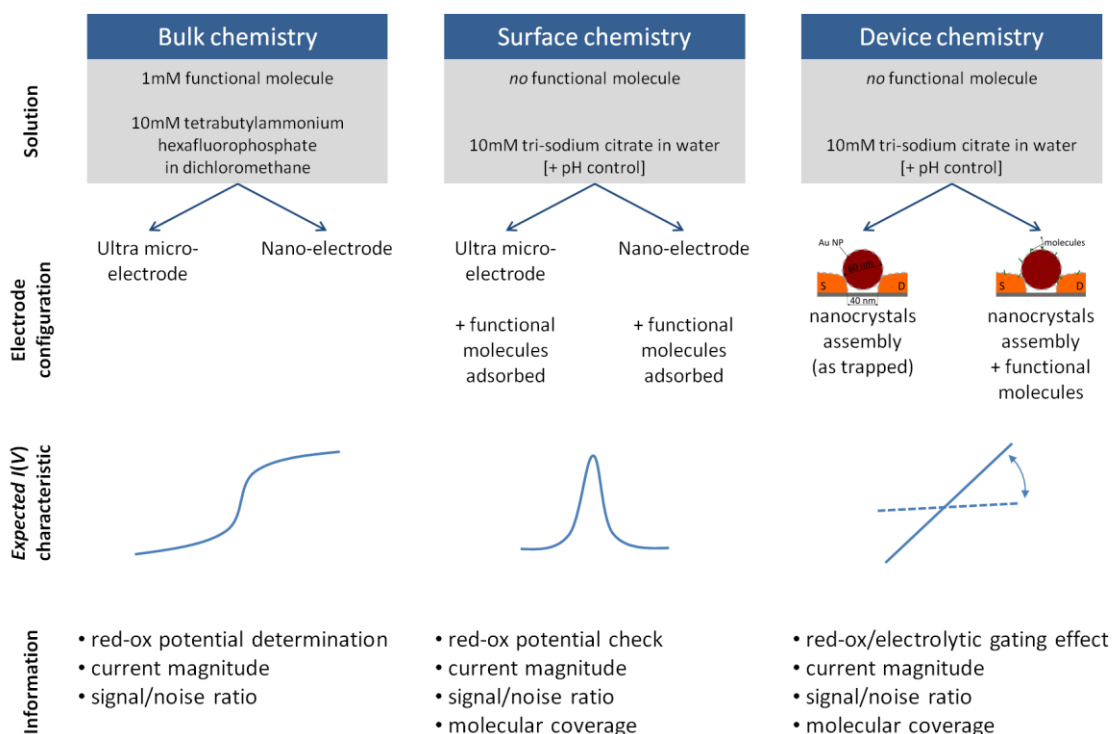 Bulk chemistry
Surface chemistry
Device chemistry
Solution
1mM functional molecule
10mM tetrabutylammonium
hexafluorophosphate
in dichloromethane
no functional molecule
10mM tri-sodium citrate in water
[+ pH control]
no functional molecule
10mM tri-sodium citrate in water
[+ pH control]
Electrode
configuration
Ultra micro-
electrode
Nano-electrode
Ultra micro-
electrode
+ functional
molecules
adsorbed
Nano-electrode
+ functional
molecules
adsorbed
Au NP
60 nm
S
D
40 nm
nanocrystals
assembly
(as trapped)
molecules
S
D
nanocrystals
assembly
+ functional
molecules
Expected I(V)
characteristic
Information
• red-ox potential determination
• current magnitude
• signal/noise ratio
• red-ox potential check
• current magnitude
• signal/noise ratio
• molecular coverage
• red-ox/electrolytic gating effect
• current magnitude
• signal/noise ratio
• molecular coverage